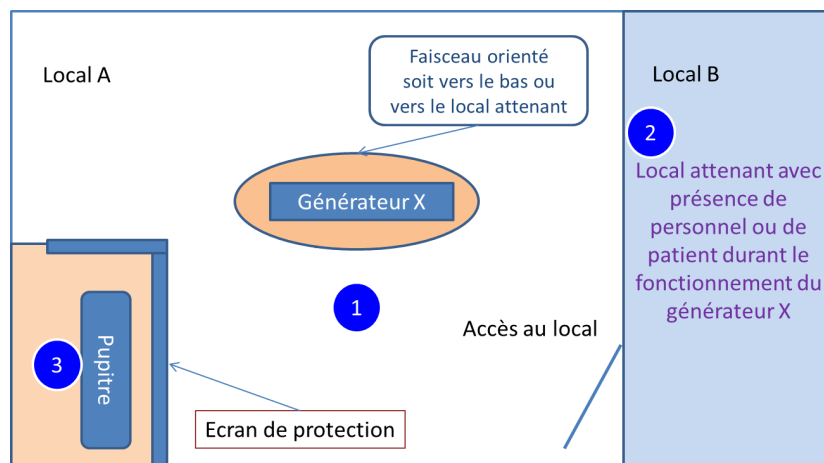 Local A
Faisceau orienté
soit vers le bas ou
vers le local attenant
Local B
2
Local attenant avec
présence de
personnel ou de
patient durant le
fonctionnement du
générateur X
Générateur X
1
Accès au local
3
Pupitre
Ecran de protection